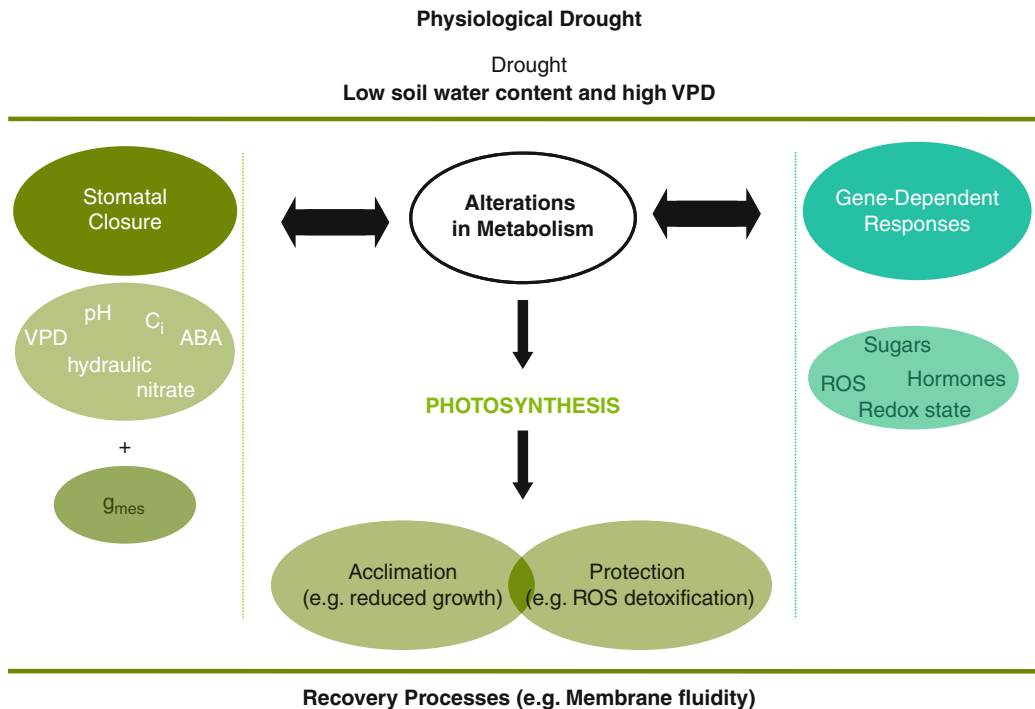 Physiological Drought
Drought
Low soil water content and high VPD
Stomatal
Closure
Alterations
in Metabolism
Gene-Dependent
Responses
pH
Ci
VPD
ABA
hydraulic
nitrate
+
gmes
PHOTOSYNTHESIS
Sugars
ROS
Hormones
Redox state
Acclimation
(e.g. reduced growth)
Protection
(e.g. ROS detoxification)
Recovery Processes (e.g. Membrane fluidity)